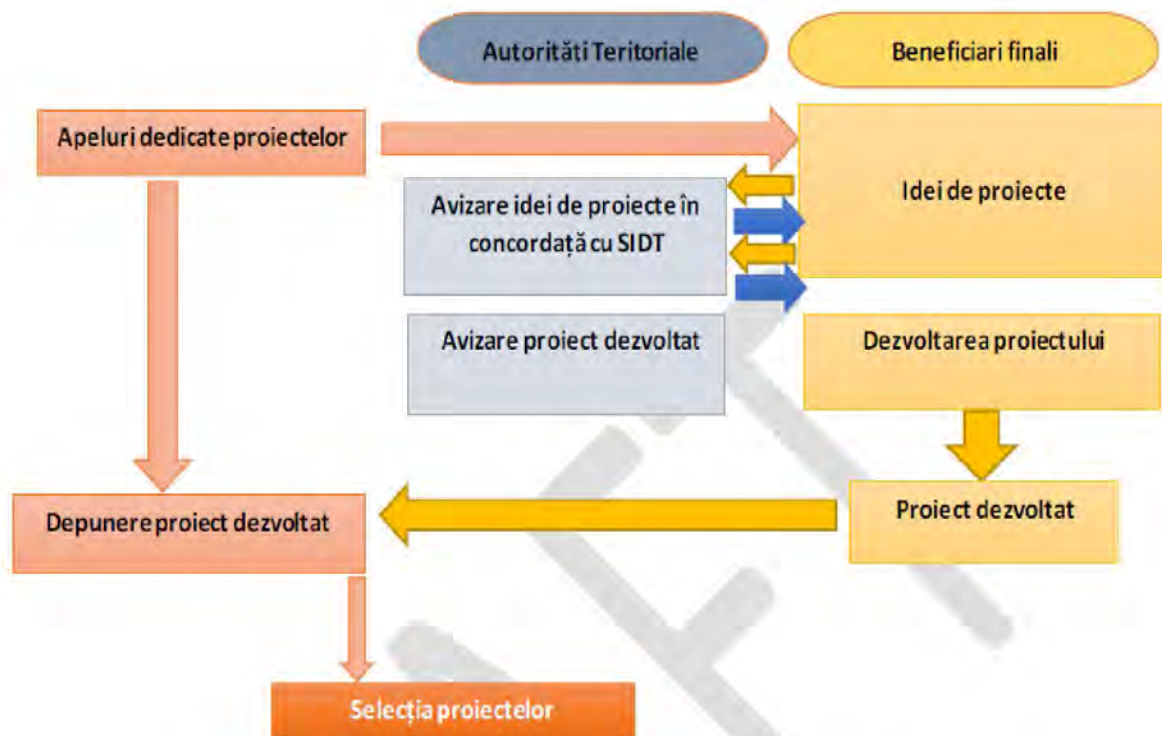 Autorități Teritoriale
Beneficiari finali
Apeluri dedicate proiectelor
Avizare idei de proiecte în
concordață cu SIDT
Idei de proiecte
Avizare proiect dezvoltat
Dezvoltarea proiectului
Depunere proiect dezvoltat
Proiect dezvoltat
Selecția proiectelor